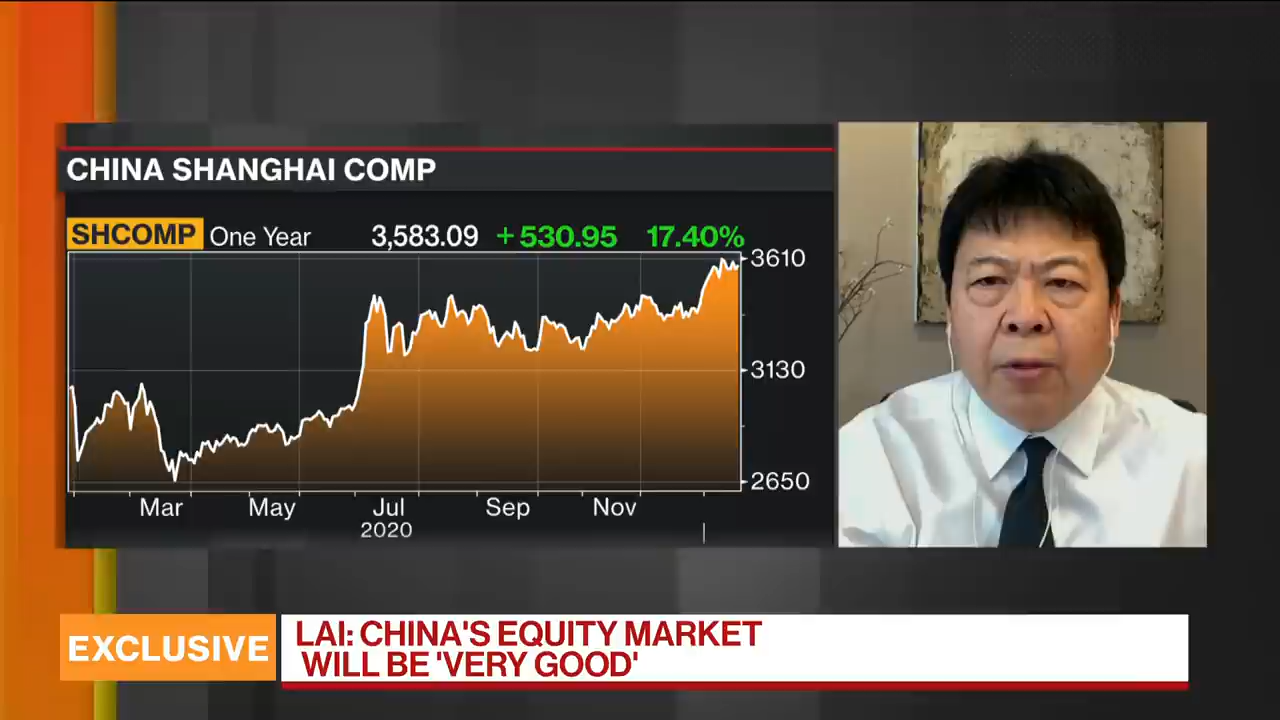 CHINA SHANGHAI COMP
SHCOMP One Year 3,583.09 +530.95 17.40%
3610
3130
2650
Mar May Jul Sep Nov
2020
EXCLUSIVE
LAI: CHINA'S EQUITY MARKET
WILL BE 'VERY GOOD'